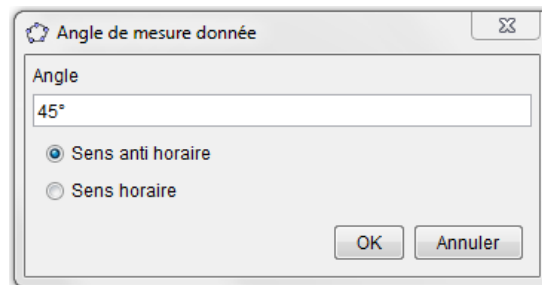 Angle de mesure donnée
Angle
45°
Sens anti horaire
Sens horaire
OK Annuler